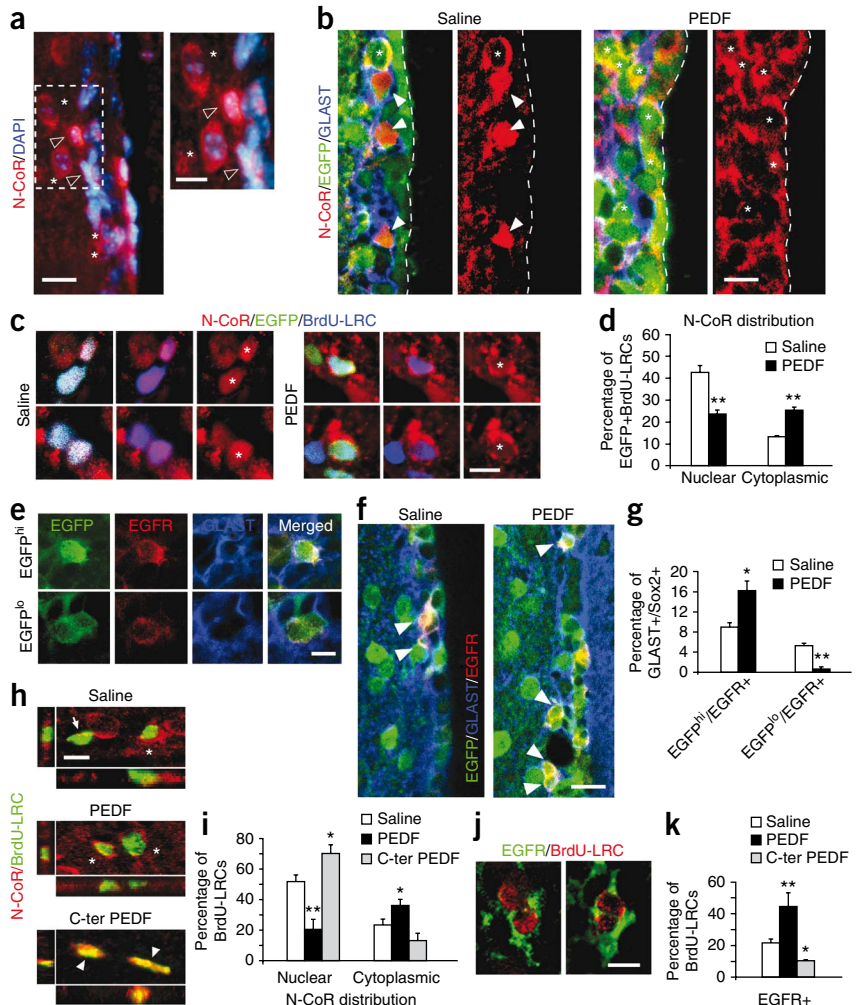 a
N-CoR/DAPI
*
*
*
*
*
*
*
*
b
Saline
PEDF
N-CoR/EGFP/GLAST
*
*
* * * * * * *
* * * * * * *
c
N-CoR/EGFP/BrdU-LRC
Saline
PEDF
*
*
*
*
*
d
N-CoR distribution
Percentage of
EGFP+BrdU-LRCs
50
40
30
20
10
0
Saline
PEDF
**
**
Nuclear Cytoplasmic
e
EGFP
EGFR
GLAST
Merged
EGFPhi
EGFPlo
f
Saline
PEDF
EGFP/GLAST/EGFR
g
Saline
PEDF
Percentage of
GLAST+/Sox2+
20
16
12
8
4
0
*
**
EGFPhi/EGFR+
EGFPlo/EGFR+
h
N-CoR/BrdU-LRC
Saline
*
PEDF
* *
C-ter PEDF
i
Saline
PEDF
C-ter PEDF
Percentage of
BrdU-LRCs
80
60
40
20
0
**
*
*
Nuclear Cytoplasmic
N-CoR distribution
j
EGFR/BrdU-LRC
k
Saline
PEDF
C-ter PEDF
Percentage of
BrdU-LRCs
60
40
20
0
**
*
EGFR+